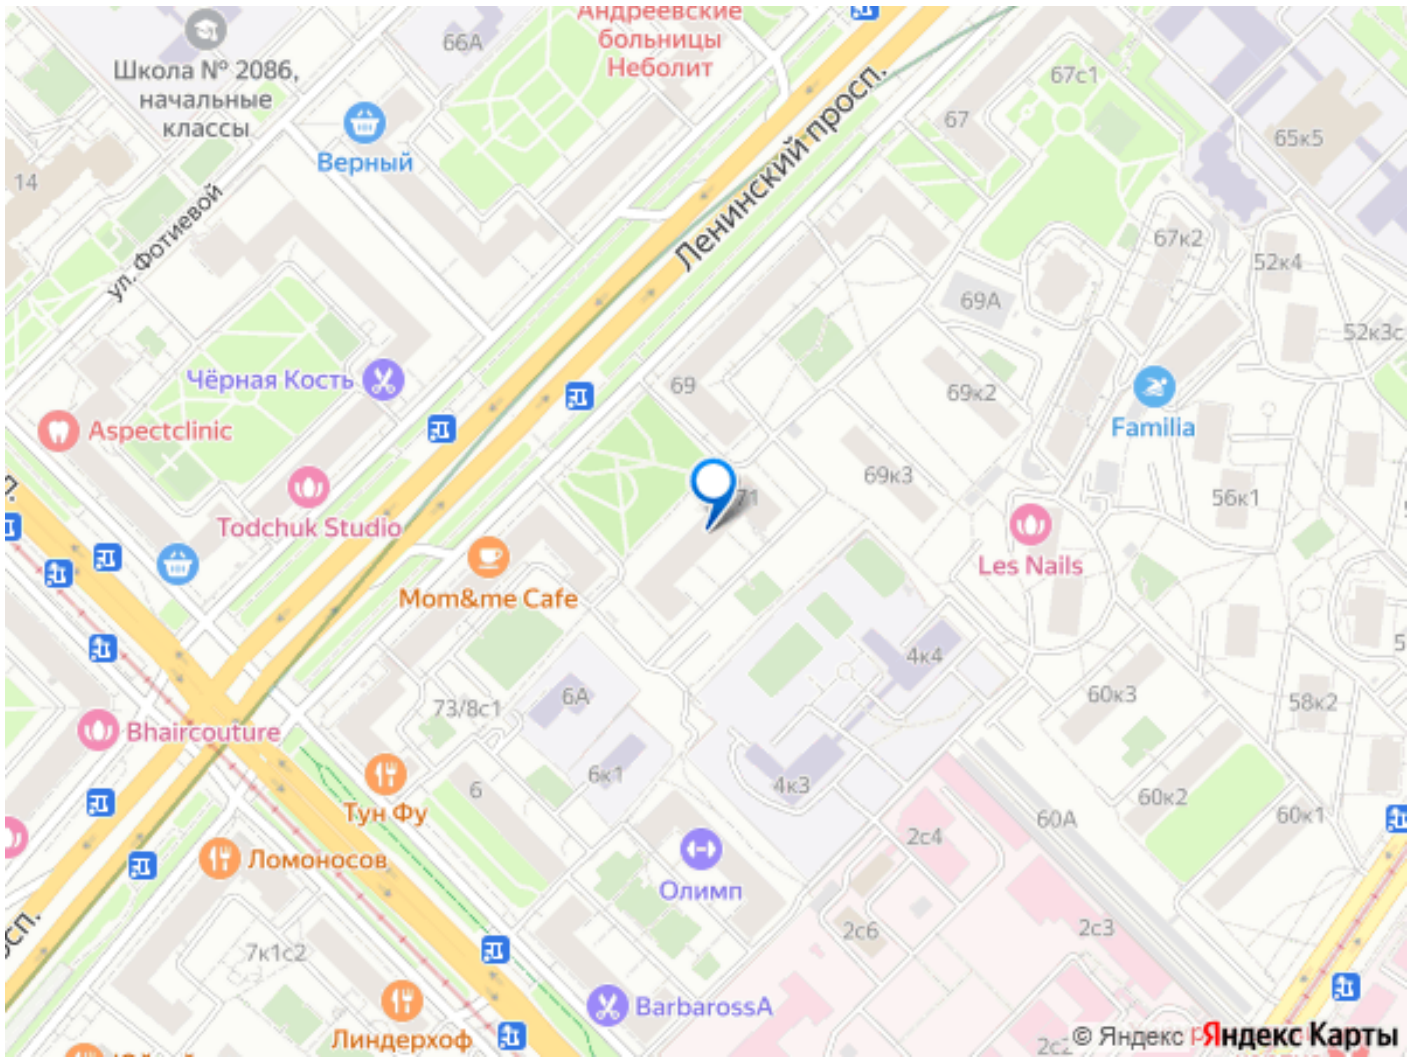 Андреевские
больницы
Неболит
66А
Школа № 2086,
начальные
классы
67с1
67
65к5
Верный
14
Ленинский просп.
ул. Фотиевой
67к2
52к4
69А
52к3с
Чёрная Кость
69
69к2
Familia
Aspectclinic
69к3
71
56к1
Todchuk Studio
Les Nails
Mom&me Cafe
4к4
6А
60к3
58к2
73/8с1
Bhaircouture
6к1
4к3
6
60к2
Тун Фу
60А
60к1
2с4
Ломоносов
Олимп
2с6
2с3
7к1с2
BarbarossA
Линдерхоф
© Яндекс
Яндекс Карты